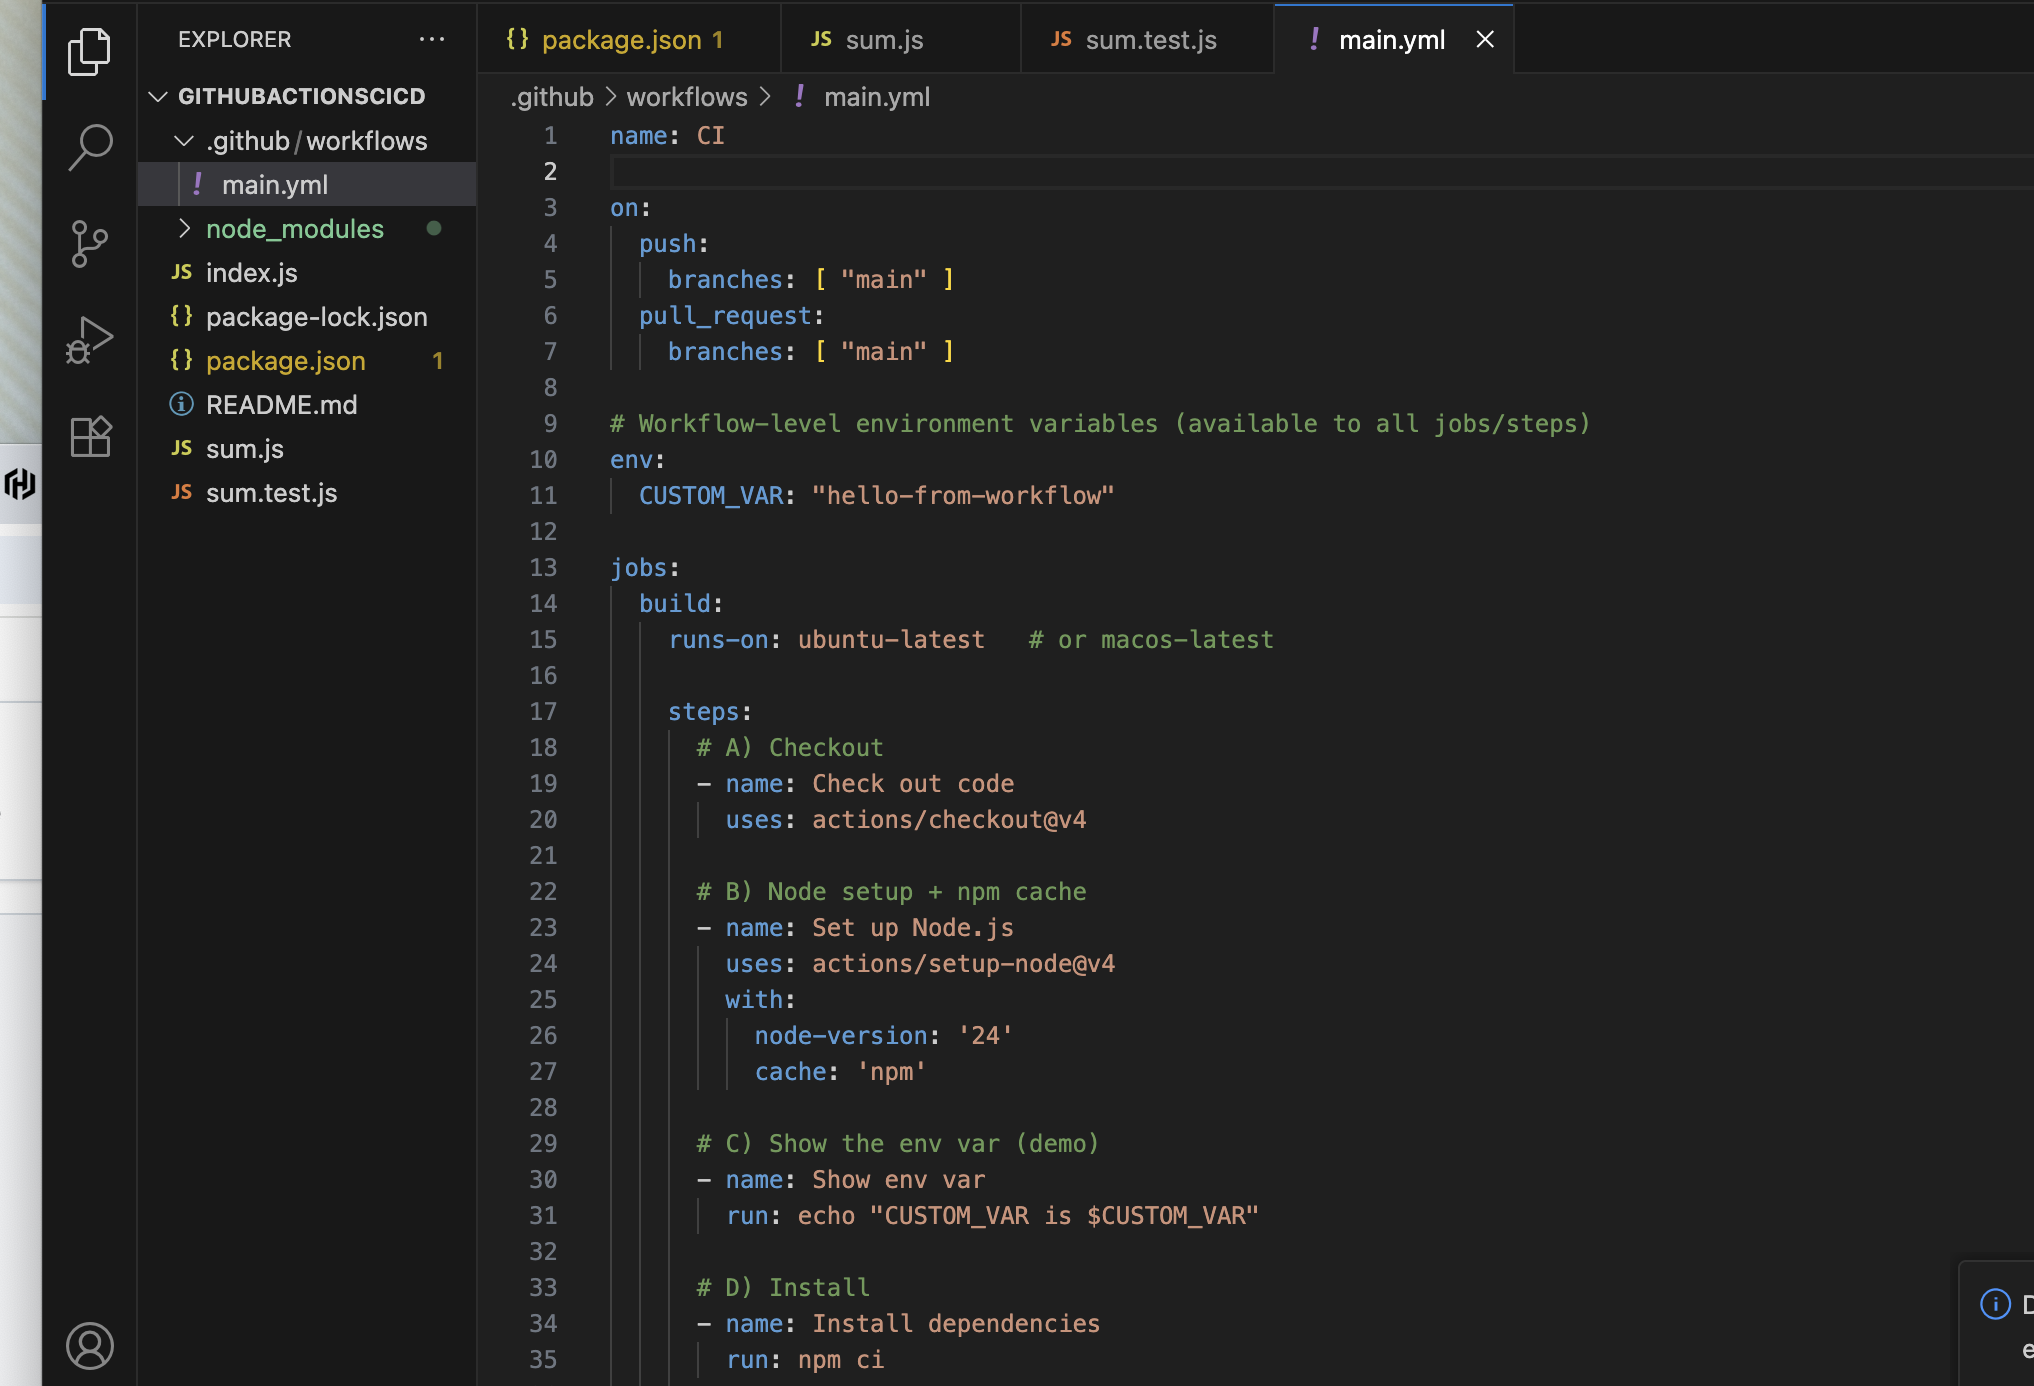 EXPLORER
GITHUBACTIONSCICD
.github/workflows
! main.yml
node_modules
JS index.js
{} package-lock.json
{} package.json 1
README.md
JS sum.js
JS sum.test.js
{} package.json 1
JS sum.js
JS sum.test.js
! main.yml
.github > workflows > ! main.yml
1 name: CI
2
3 on:
4 push:
5 branches: [ "main" ]
6 pull_request:
7 branches: [ "main" ]
8
9 # Workflow-level environment variables (available to all jobs/steps)
10 env:
11 CUSTOM_VAR: "hello-from-workflow"
12
13 jobs:
14 build:
15 runs-on: ubuntu-latest # or macos-latest
16
17 steps:
18 # A) Checkout
19 - name: Check out code
20 uses: actions/checkout@v4
21
22 # B) Node setup + npm cache
23 - name: Set up Node.js
24 uses: actions/setup-node@v4
25 with:
26 node-version: '24'
27 cache: 'npm'
28
29 # C) Show the env var (demo)
30 - name: Show env var
31 run: echo "CUSTOM_VAR is $CUSTOM_VAR"
32
33 # D) Install
34 - name: Install dependencies
35 run: npm ci